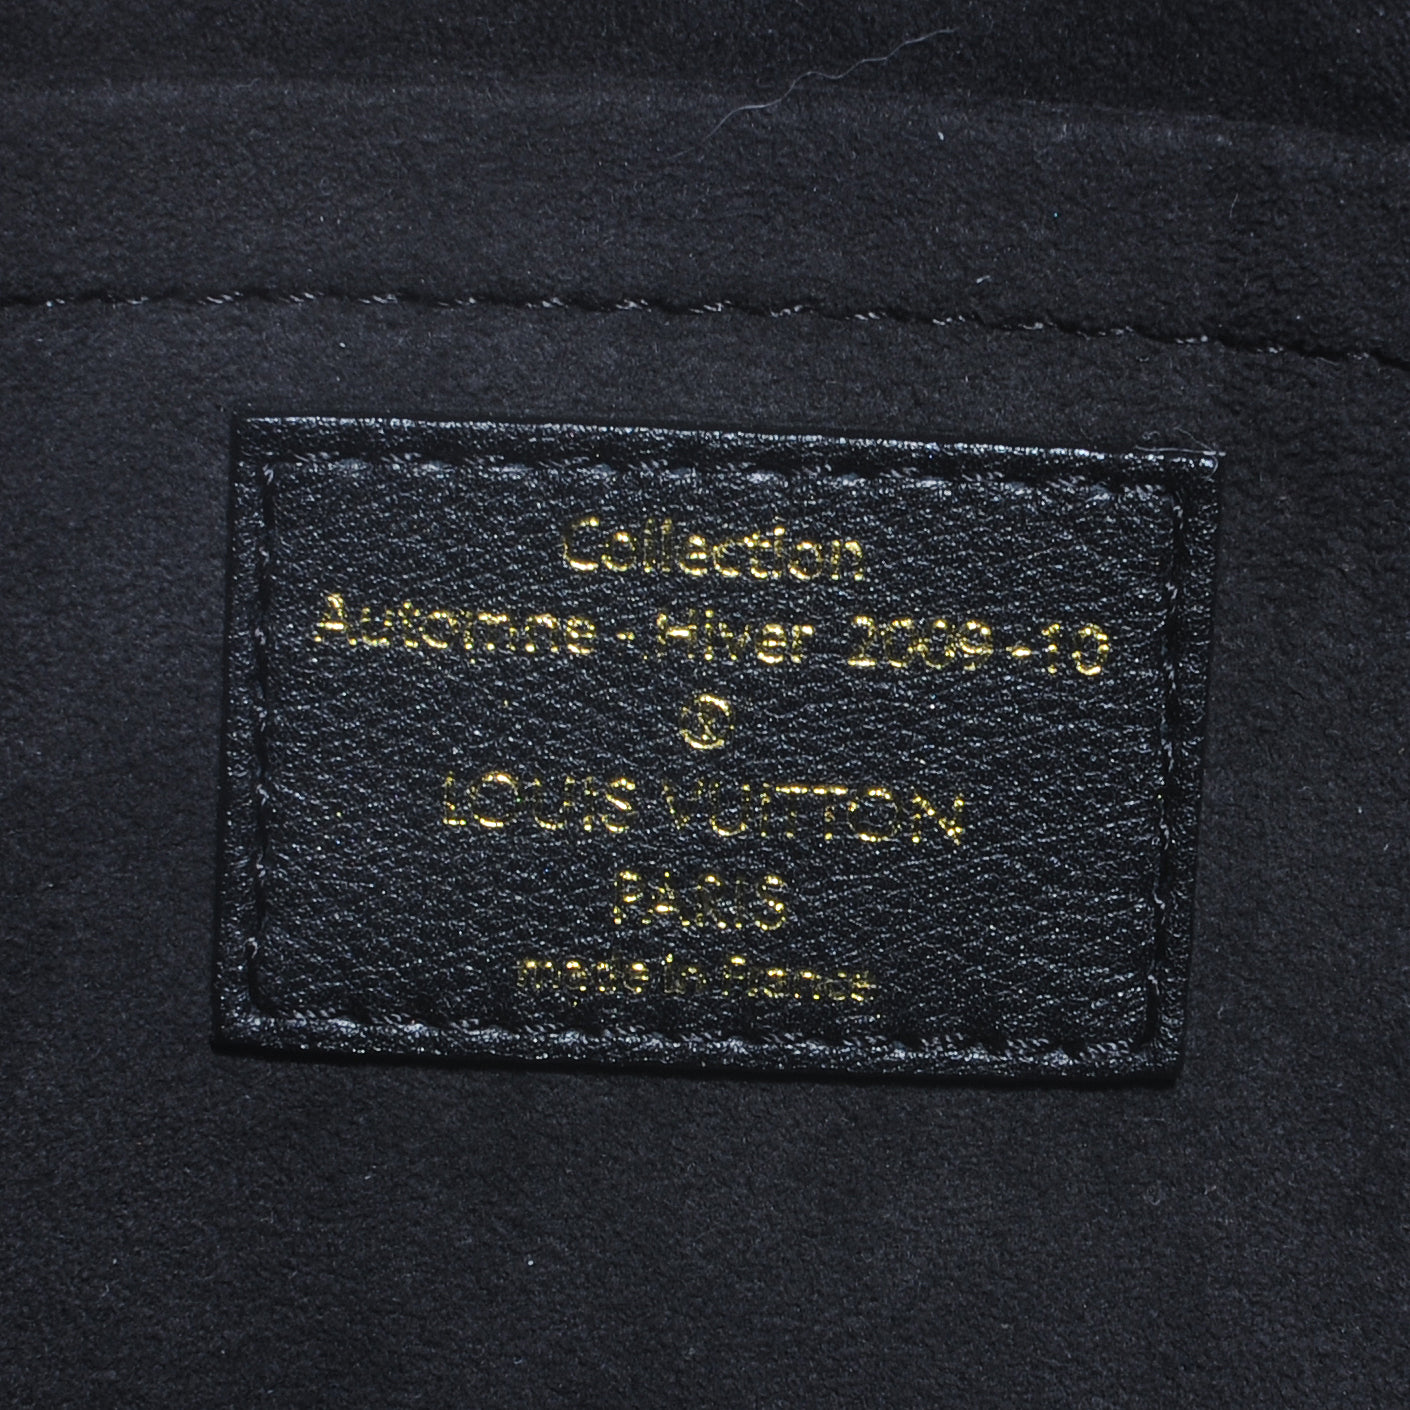 Collection
Automne - Hiver 2009-10
LOUIS VUITTON
PARIS
made in France